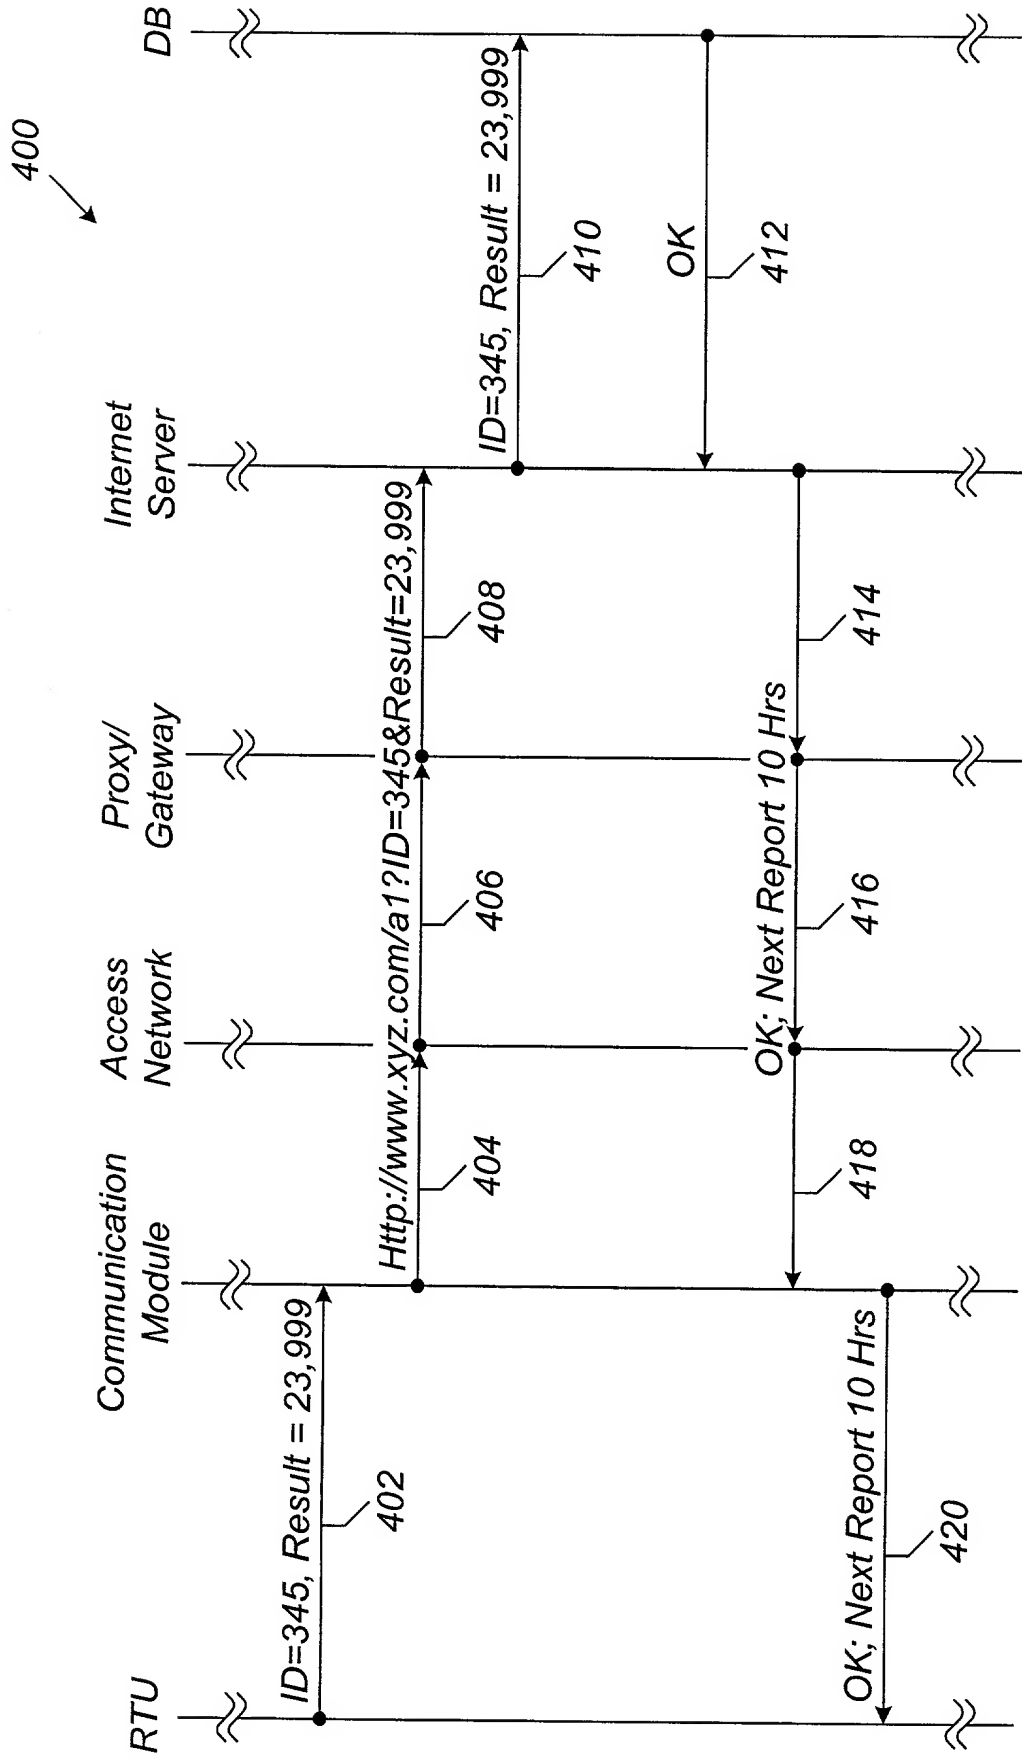 400
RTU
Communication
Module
Access
Network
Proxy/
Gateway
Internet
Server
DB
ID=345, Result = 23,999
402
Http://www.xyz.com/a1?ID=345&Result=23,999
404
406
408
ID=345, Result = 23,999
410
OK
412
OK; Next Report 10 Hrs
414
416
418
OK; Next Report 10 Hrs
420